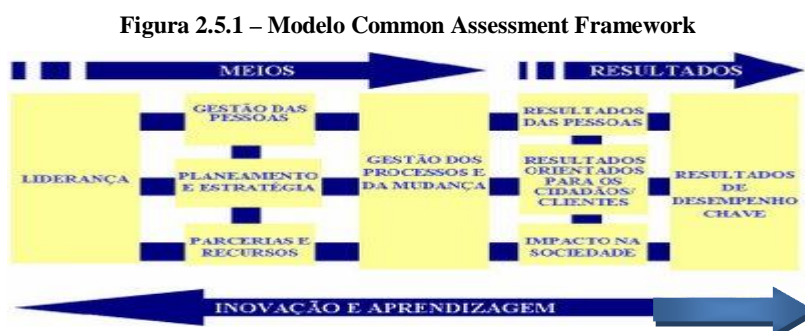 Figura 2.5.1 – Modelo Common Assessment Framework
MEIOS
RESULTADOS
LIDERANÇA
GESTÃO DAS
PESSOAS
PLANEAMENTO
E ESTRATÉGIA
PARCERIAS E
RECURSOS
GESTÃO DOS
PROCESSOS E
DA MUDANÇA
RESULTADOS
DAS PESSOAS
RESULTADOS
ORIENTADOS
PARA OS
CIDADÃOS/
CLIENTES
IMPACTO NA
SOCIEDADE
RESULTADOS
DE
DESEMPENHO
CHAVE
INOVAÇÃO E APRENDIZAGEM